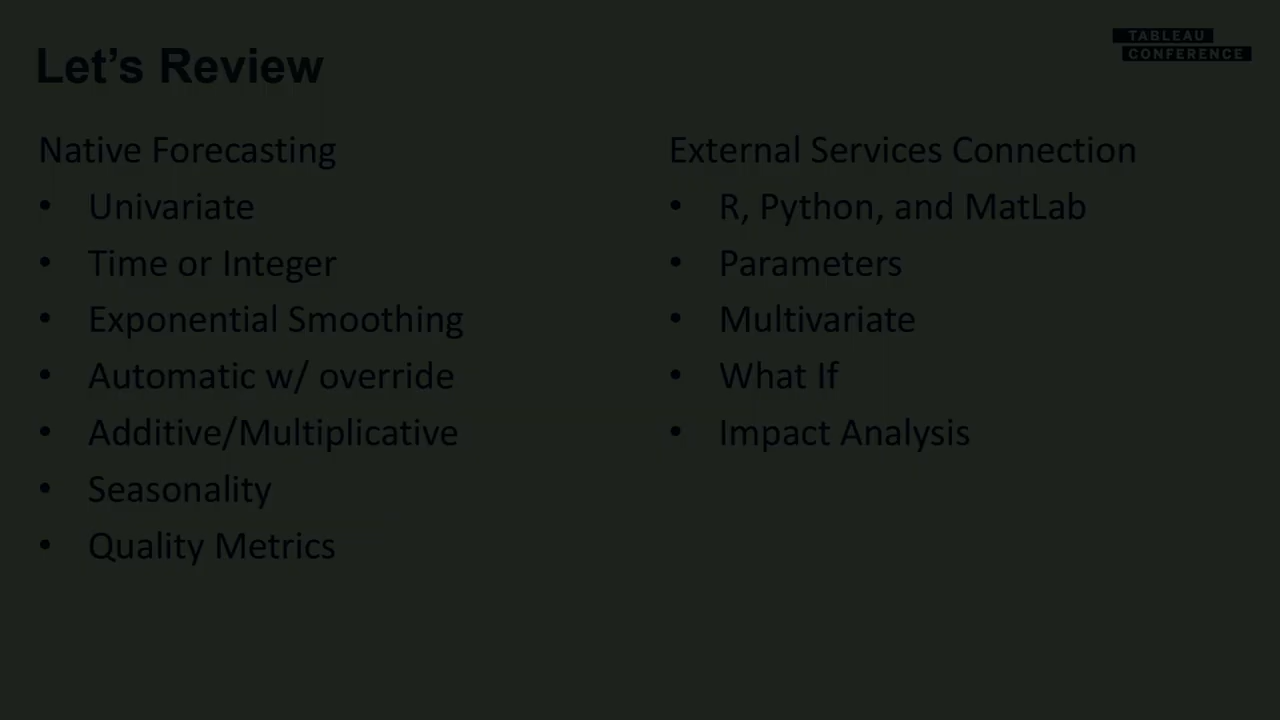 Let’s Review
TABLEAU
CONFERENCE
Native Forecasting
• Univariate
• Time or Integer
• Exponential Smoothing
• Automatic w/ override
• Additive/Multiplicative
• Seasonality
• Quality Metrics
External Services Connection
• R, Python, and MatLab
• Parameters
• Multivariate
• What If
• Impact Analysis